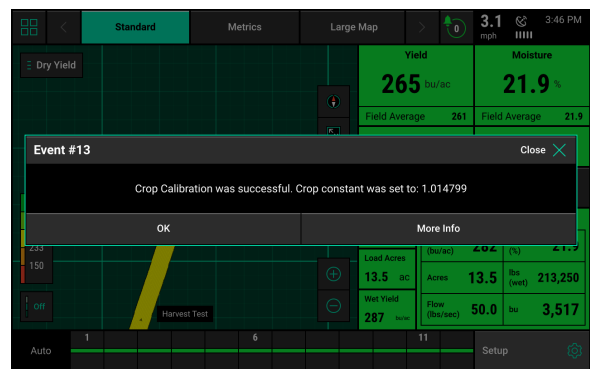 Standard
Metrics
Large Map
0
3.1
mph
3:46 PM
Dry Yield
Yield
265 bu/ac
Field Average 261
Moisture
21.9 %
Field Average 21.9
Event #13
Close
Crop Calibration was successful. Crop constant was set to: 1.014799
OK
More Info
233
150
Off
Harvest Test
Load Acres
13.5 ac
Wet Yield
287 bu/ac
(bu/ac)
(%) 21.9
Acres 13.5
lbs (wet) 213,250
Flow (lbs/sec) 50.0
bu 3,517
Auto
1
6
11
Setup